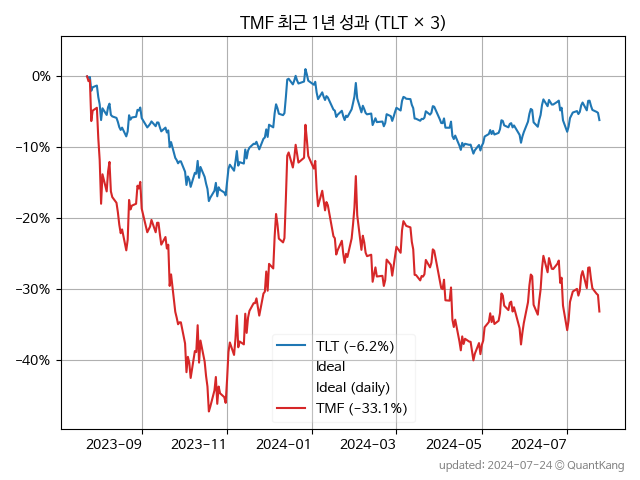 TMF 최근 1년 성과 (TLT × 3)
0%
−10%
−20%
−30%
−40%
TLT (−6.2%)
Ideal
Ideal (daily)
TMF (−33.1%)
2023−09
2023−11
2024−01
2024−03
2024−05
2024−07
updated: 2024-07-24 © QuantKang